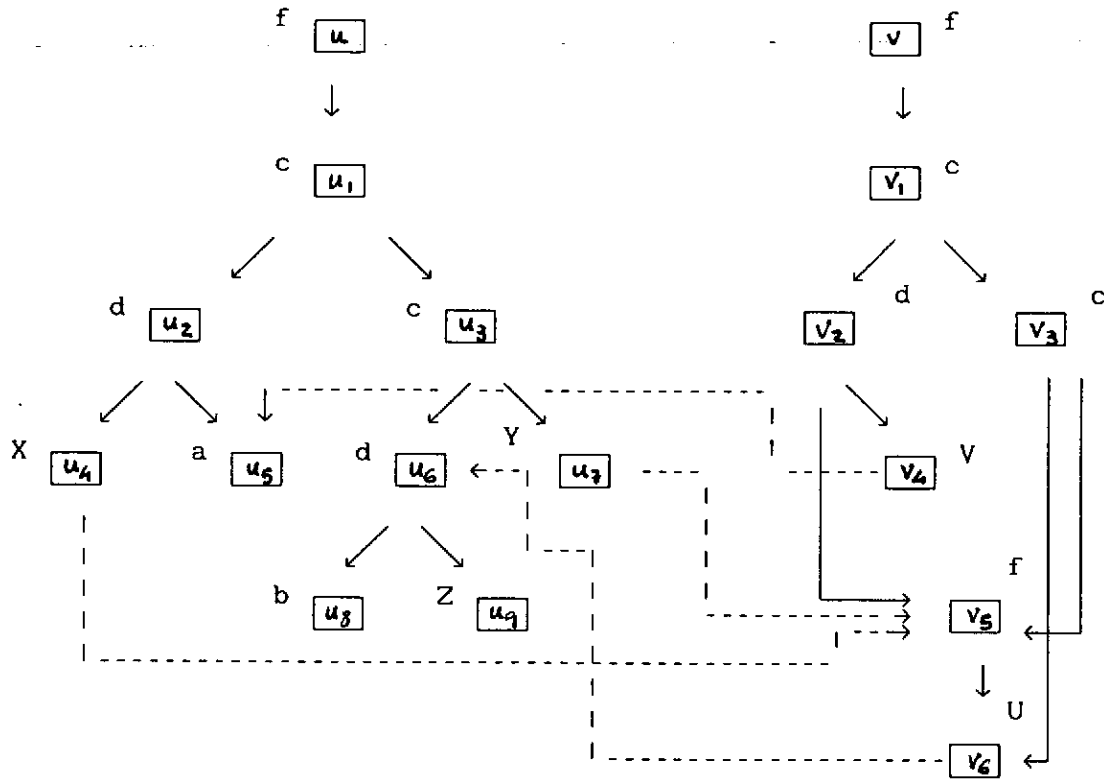 f u v f
c u₁ v₁ c
d u₂ c u₃ v₂ d v₃ c
X u₄ a u₅ d u₆ Y u₇ v₄ V
b u₈ Z u₉ v₅ f
v₆ U